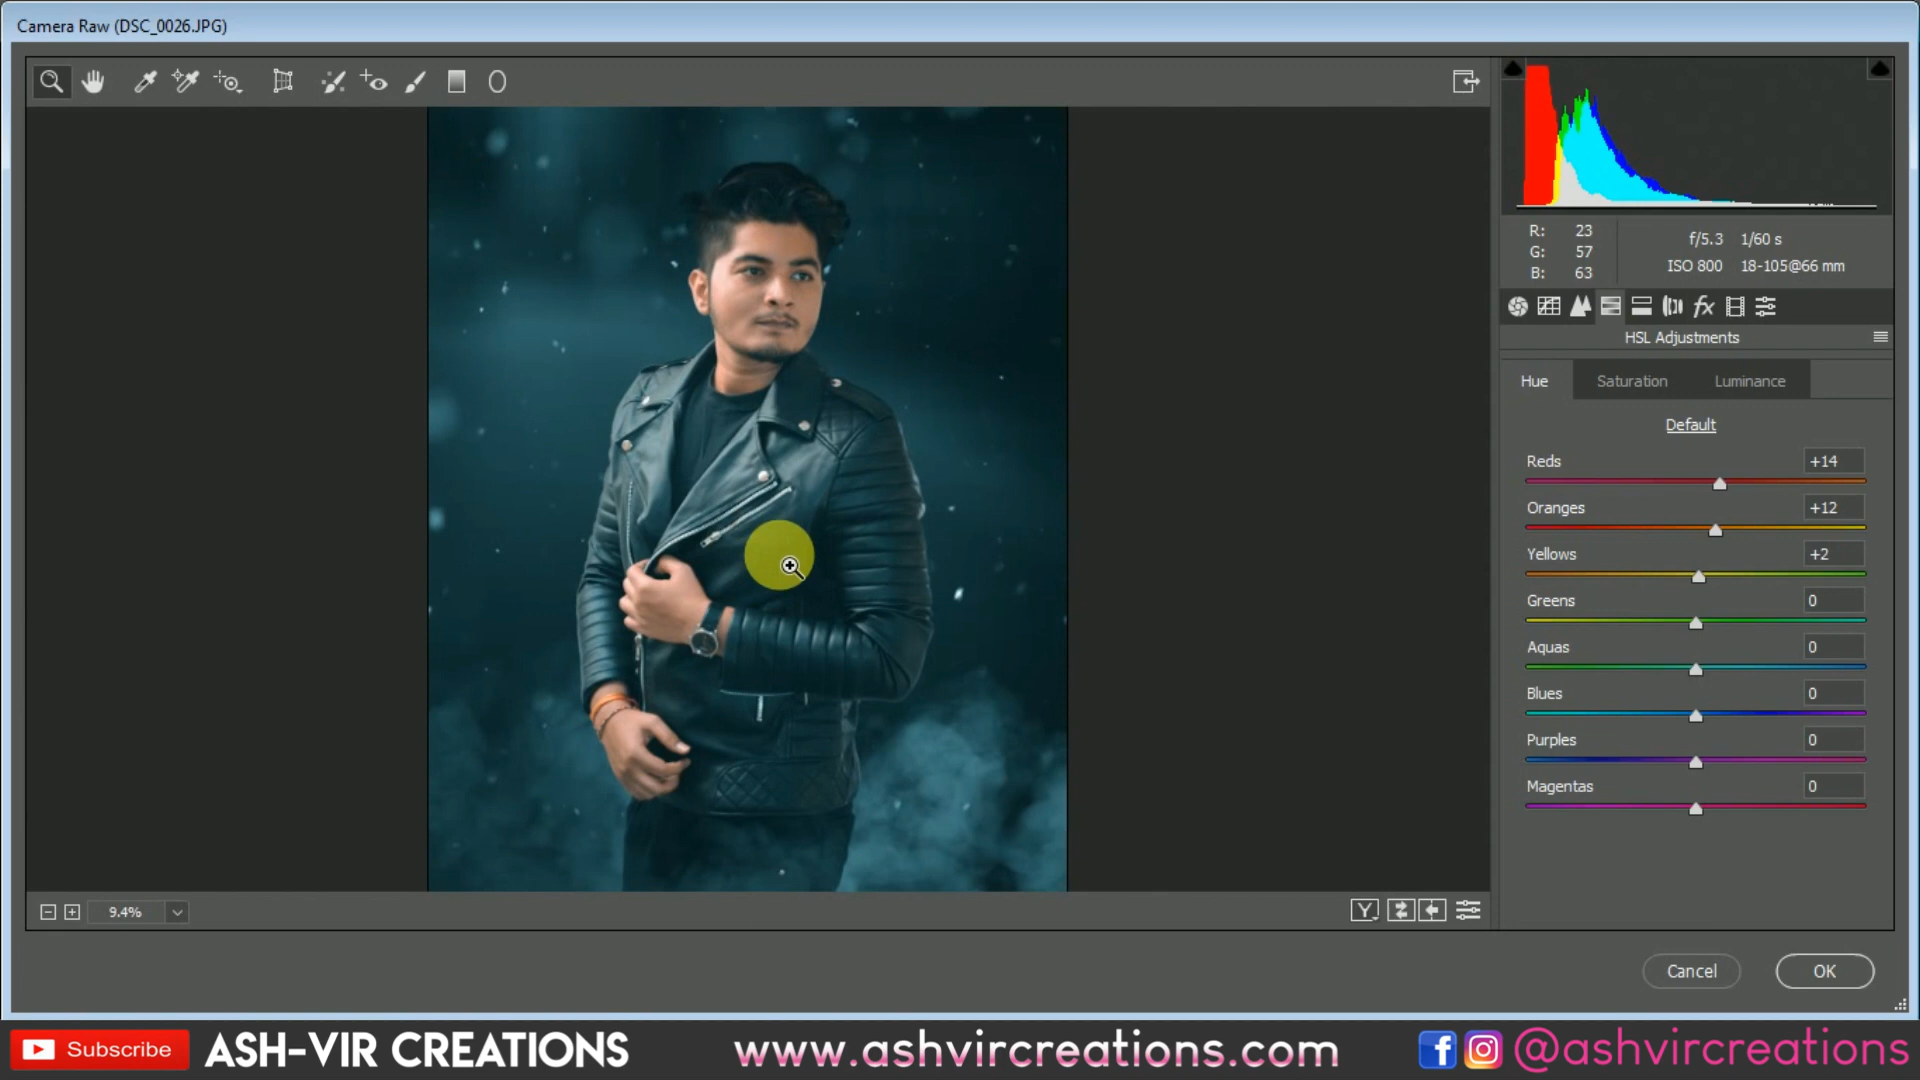 Camera Raw (DSC_0026.JPG)
R: 23
G: 57
B: 63
f/5.3 1/60 s
ISO 800 18-105@66 mm
fx
HSL Adjustments
Hue Saturation Luminance
Default
Reds +14
Oranges +12
Yellows +2
Greens 0
Aquas 0
Blues 0
Purples 0
Magentas 0
9.4%
Y
Cancel OK
Subscribe ASH-VIR CREATIONS www.ashvircreations.com @ashvircreations